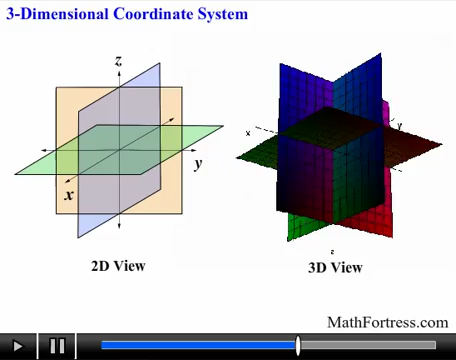 3-Dimensional Coordinate System
z
x
y
2D View
x
Y
z
3D View
MathFortress.com